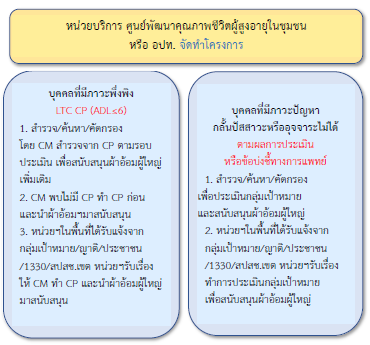 หน่วยบริการ ศูนย์พัฒนาคุณภาพชีวิตผู้สูงอายุในชุมชน
หรือ อปท. จัดทำโครงการ
บุคคลที่มีภาวะพึ่งพิง
LTC CP (ADL≤6)
1. สำรวจ/ค้นหา/คัดกรอง
โดย CM สำรวจจาก CP ตามรอบ
ประเมิน เพื่อสนับสนุนผ้าอ้อมผู้ใหญ่
เพิ่มเติม
2. CM พบไม่มี CP ทำ CP ก่อน
และนำผ้าอ้อมฯมาสนับสนุน
3. หน่วยฯในพื้นที่ได้รับแจ้งจาก
กลุ่มเป้าหมาย/ญาติ/ประชาชน
/1330/สปสช.เขต หน่วยฯรับเรื่อง
ให้ CM ทำ CP และนำผ้าอ้อมผู้ใหญ่
มาสนับสนุน
บุคคลที่มีภาวะปัญหา
กลั้นปัสสาวะหรืออุจจาระไม่ได้
ตามผลการประเมิน
หรือข้อบ่งชี้ทางการแพทย์
1. สำรวจ/ค้นหา/คัดกรอง
เพื่อประเมินกลุ่มเป้าหมาย
และสนับสนุนผ้าอ้อมผู้ใหญ่
2. หน่วยฯในพื้นที่ได้รับแจ้งจาก
กลุ่มเป้าหมาย/ญาติ/ประชาชน
/1330/สปสช.เขต หน่วยฯรับเรื่อง
ทำการประเมินกลุ่มเป้าหมาย
เพื่อสนับสนุนผ้าอ้อมผู้ใหญ่